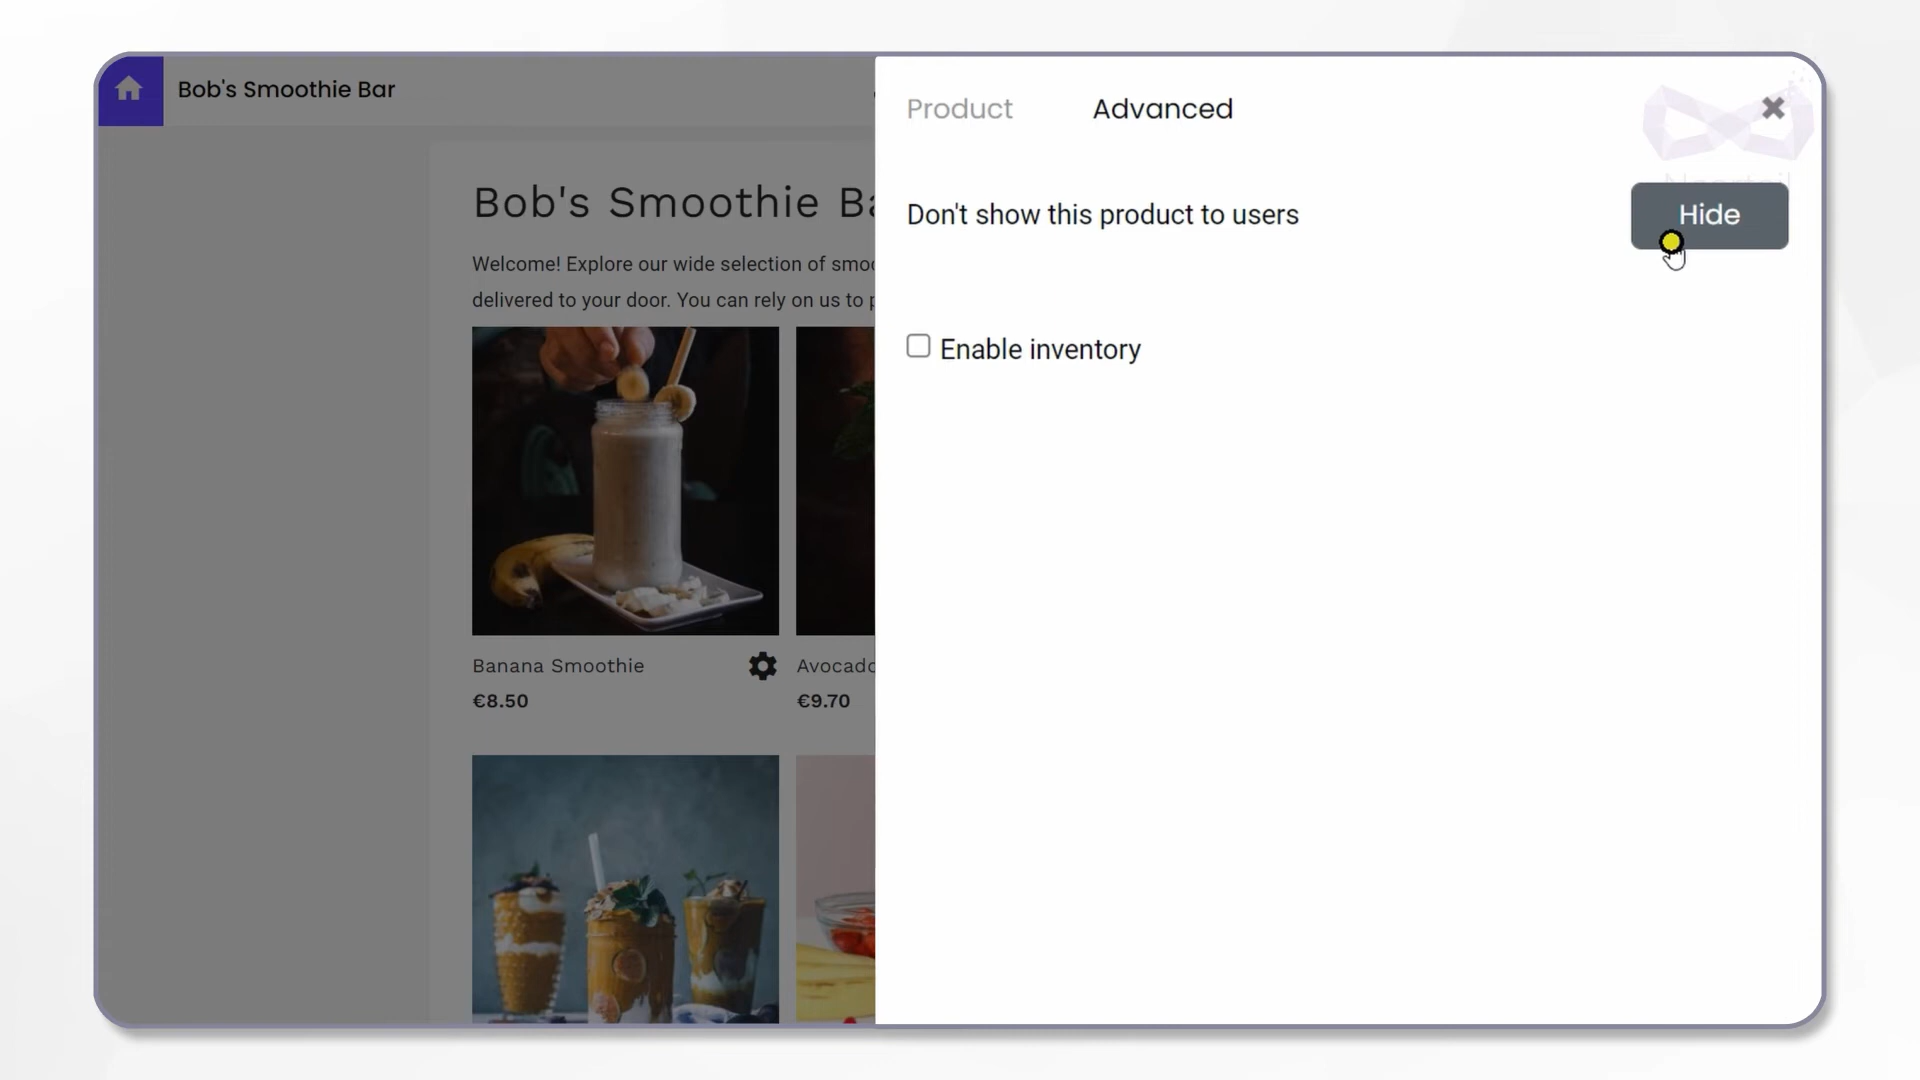 Bob's Smoothie Bar
Product
Advanced
Don't show this product to users
Hide
Enable inventory
Bob's Smoothie
Welcome! Explore our wide selection of
delivered to your door. You can rely on us to
Banana Smoothie
Avocado
€8.50
€9.70